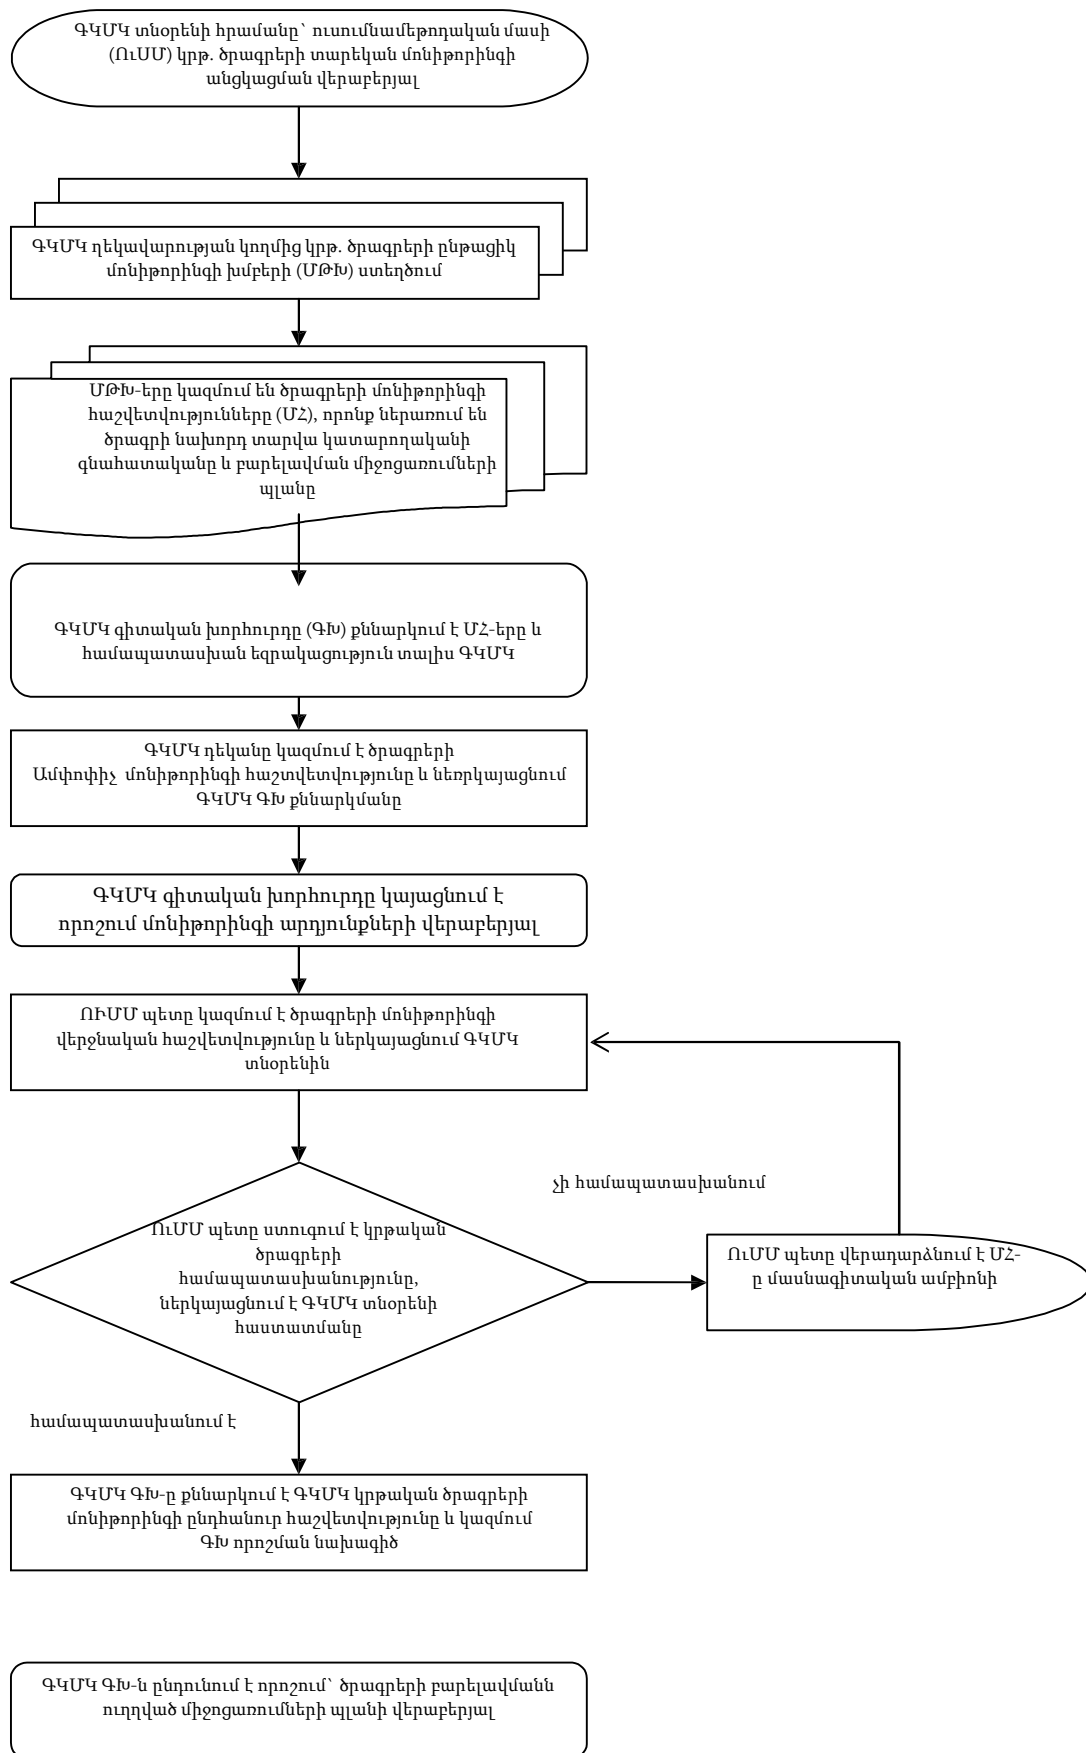 ԳԿՄԿ տնօրենի հրամանը` ուսումնամեթոդական մասի
(ՈւՍՄ) կրթ. ծրագրերի տարեկան մոնիթորինգի
անցկացման վերաբերյալ
ԳԿՄԿ ղեկավարության կողմից կրթ. ծրագրերի ընթացիկ
մոնիթորինգի խմբերի (ՄԹԽ) ստեղծում
ՄԹԽ-երը կազմում են ծրագրերի մոնիթորինգի
հաշվետվությունները (ՄՀ), որոնք ներառում են
ծրագրի նախորդ տարվա կատարողականի
գնահատականը և բարելավման միջոցառումների
պլանը
ԳԿՄԿ գիտական խորհուրդը (ԳԽ) քննարկում է ՄՀ-երը և
համապատասխան եզրակացություն տալիս ԳԿՄԿ
ԳԿՄԿ դեկանը կազմում է ծրագրերի
Ամփոփիչ մոնիթորինգի հաշտվետվությունը և նեռրկայացնում
ԳԿՄԿ ԳԽ քննարկմանը
ԳԿՄԿ գիտական խորհուրդը կայացնում է
որոշում մոնիթորինգի արդյունքների վերաբերյալ
ՈՒՄՄ պետը կազմում է ծրագրերի մոնիթորինգի
վերջնական հաշվետվությունը և ներկայացնում ԳԿՄԿ
տնօրենին
չի համապատասխանում
ՈւՄՄ պետը ստուգում է կրթական
ծրագրերի
համապատասխանությունը,
ներկայացնում է ԳԿՄԿ տնօրենի
հաստատմանը
ՈւՄՄ պետը վերադարձնում է ՄՀ-
ը մասնագիտական ամբիոնի
համապատասխանում է
ԳԿՄԿ ԳԽ-ը քննարկում է ԳԿՄԿ կրթական ծրագրերի
մոնիթորինգի ընդհանուր հաշվետվությունը և կազմում
ԳԽ որոշման նախագիծ
ԳԿՄԿ ԳԽ-ն ընդունում է որոշում` ծրագրերի բարելավմանն
ուղղված միջոցառումների պլանի վերաբերյալ